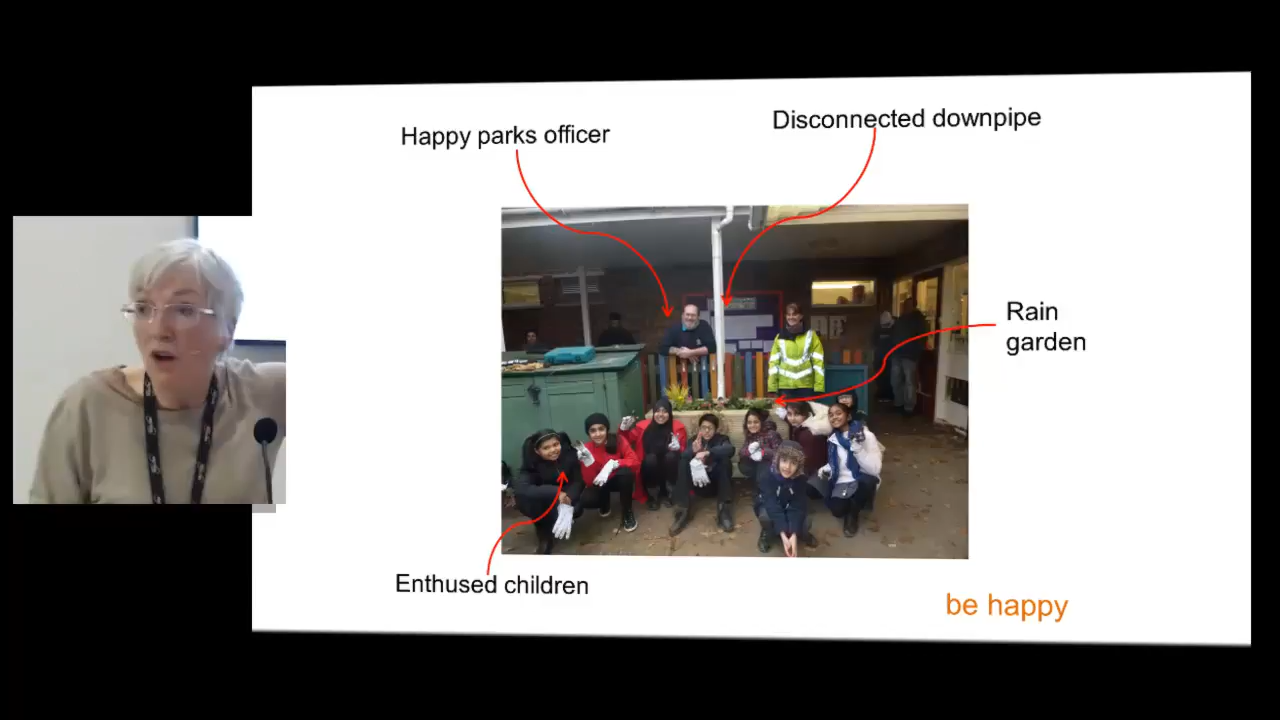 Happy parks officer
Disconnected downpipe
Rain
garden
Enthused children
be happy